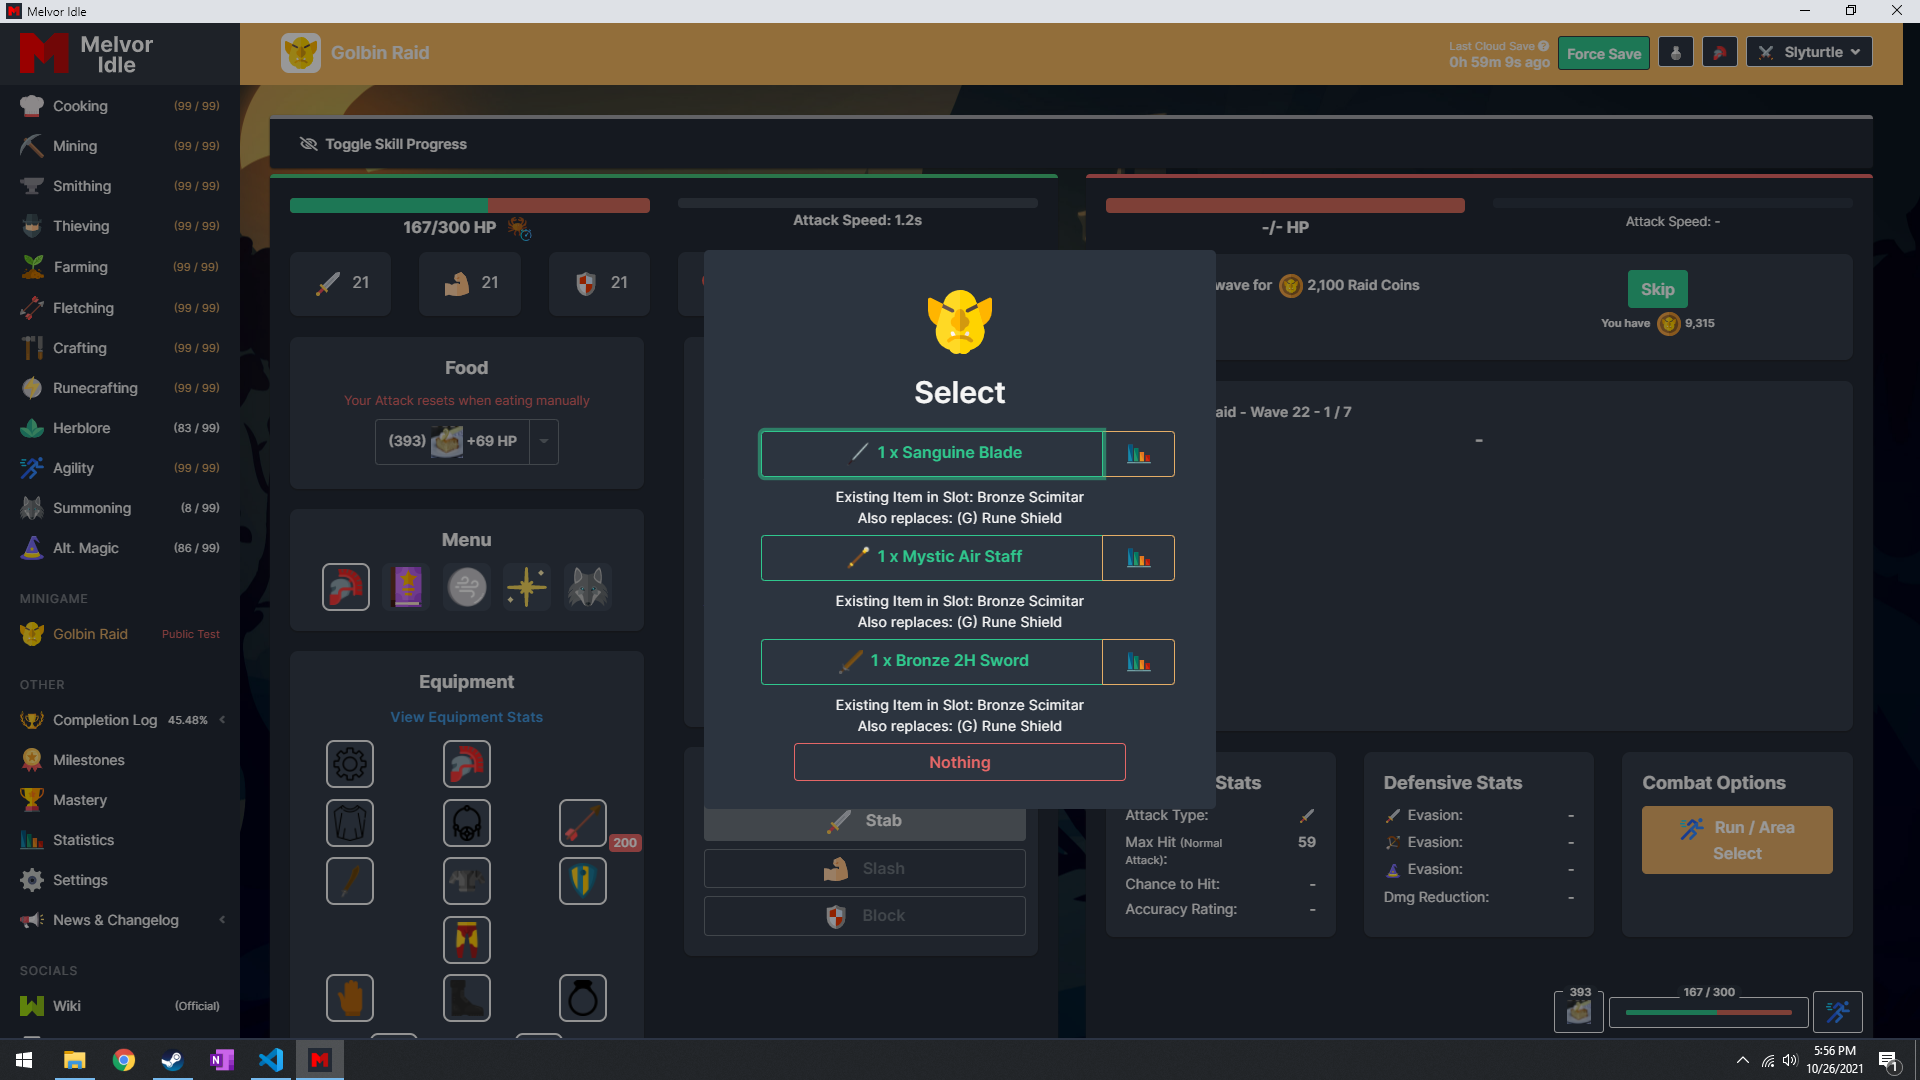 Melvor Idle
Melvor
Idle
Golbin Raid
Last Cloud Save
0h 59m 9s ago
Force Save
Slyturtle
Cooking (99 / 99)
Mining (99 / 99)
Smithing (99 / 99)
Thieving (99 / 99)
Farming (99 / 99)
Fletching (99 / 99)
Crafting (99 / 99)
Runecrafting (99 / 99)
Herblore (83 / 99)
Agility (99 / 99)
Summoning (8 / 99)
Alt. Magic (86 / 99)
MINIGAME
Golbin Raid Public Test
OTHER
Completion Log 45.48%
Milestones
Mastery
Statistics
Settings
News & Changelog
SOCIALS
Wiki (Official)
Toggle Skill Progress
167/300 HP
Attack Speed: 1.2s
21
21
21
Food
Your Attack resets when eating manually
(393) +69 HP
Menu
Equipment
View Equipment Stats
200
Select
1 x Sanguine Blade
Existing Item in Slot: Bronze Scimitar
Also replaces: (G) Rune Shield
1 x Mystic Air Staff
Existing Item in Slot: Bronze Scimitar
Also replaces: (G) Rune Shield
1 x Bronze 2H Sword
Existing Item in Slot: Bronze Scimitar
Also replaces: (G) Rune Shield
Nothing
Stab
Slash
Block
-/- HP
Attack Speed: -
wave for 2,100 Raid Coins
Skip
You have 9,315
aid - Wave 22 - 1 / 7
-
Stats
Attack Type:
Max Hit (Normal Attack): 59
Chance to Hit: -
Accuracy Rating: -
Defensive Stats
Evasion: -
Evasion: -
Evasion: -
Dmg Reduction: -
Combat Options
Run / Area
Select
393
167 / 300
N
5:56 PM
10/26/2021
1